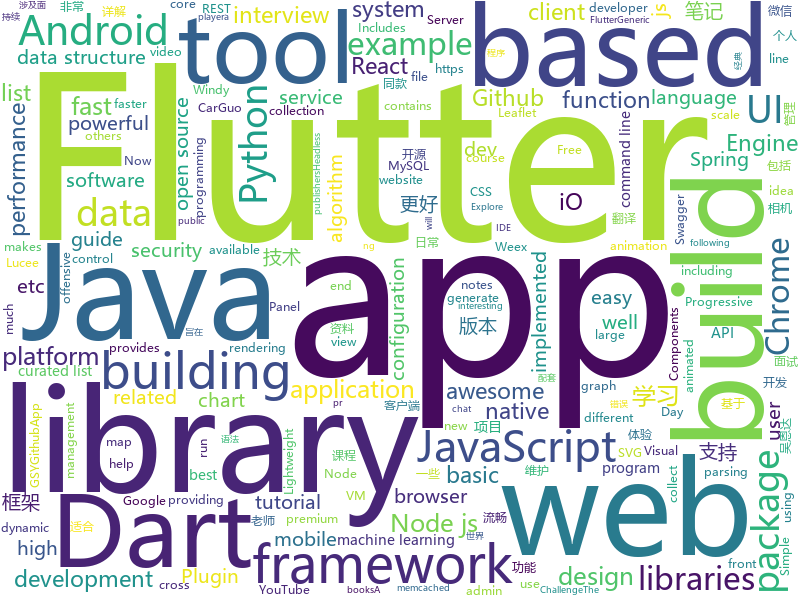 涉及面 非常 详解 REST core developer Server FlutterGeneric 微信 个人
持续 playera Includes
Android interview system client js 笔记
data structure video Windy https 程序 line
tool based
example 同款 经典
list React file
fast faster service Github function language
powerful others CarGuo contains Leaflet scale 管理
Flutter
performance open source Python collection Now dev UI
software programming algorithm 开源 MySQL course Free Engine
website CSS Explore Spring 包括
guide publishersHeadless 更好 will IDE idea
makes security available 日常 animation 翻译 相机
Lucee control offensive 技术 Weex ng Swagger following
Java app build
etc public much configuration notes implemented easy including
platform Panel end generate interesting well Progressive
building 资料 版本 large API
provides rendering view Components 面试
curated list chart graph animated
related application awesome different Chrome
native 学习 开发
management map run 客户端 new Day 基于 配套
library JavaScript user
GSYGithubApp help best pr chat 项目 体验 Visual 吴恩达
tutorial 课程 一些 basic program 支持 错误
Lightweight Node SVG 维护 parsing
Dart web package
框架 Google YouTube VM browser collect
dynamic 适合 providing Node js using
语法 老师 premium mobile machine learning 流畅 功能 Simple
development high cross booksA framework design libraries
旨在 Plugin admin memcached use 世界 ChallengeThe front